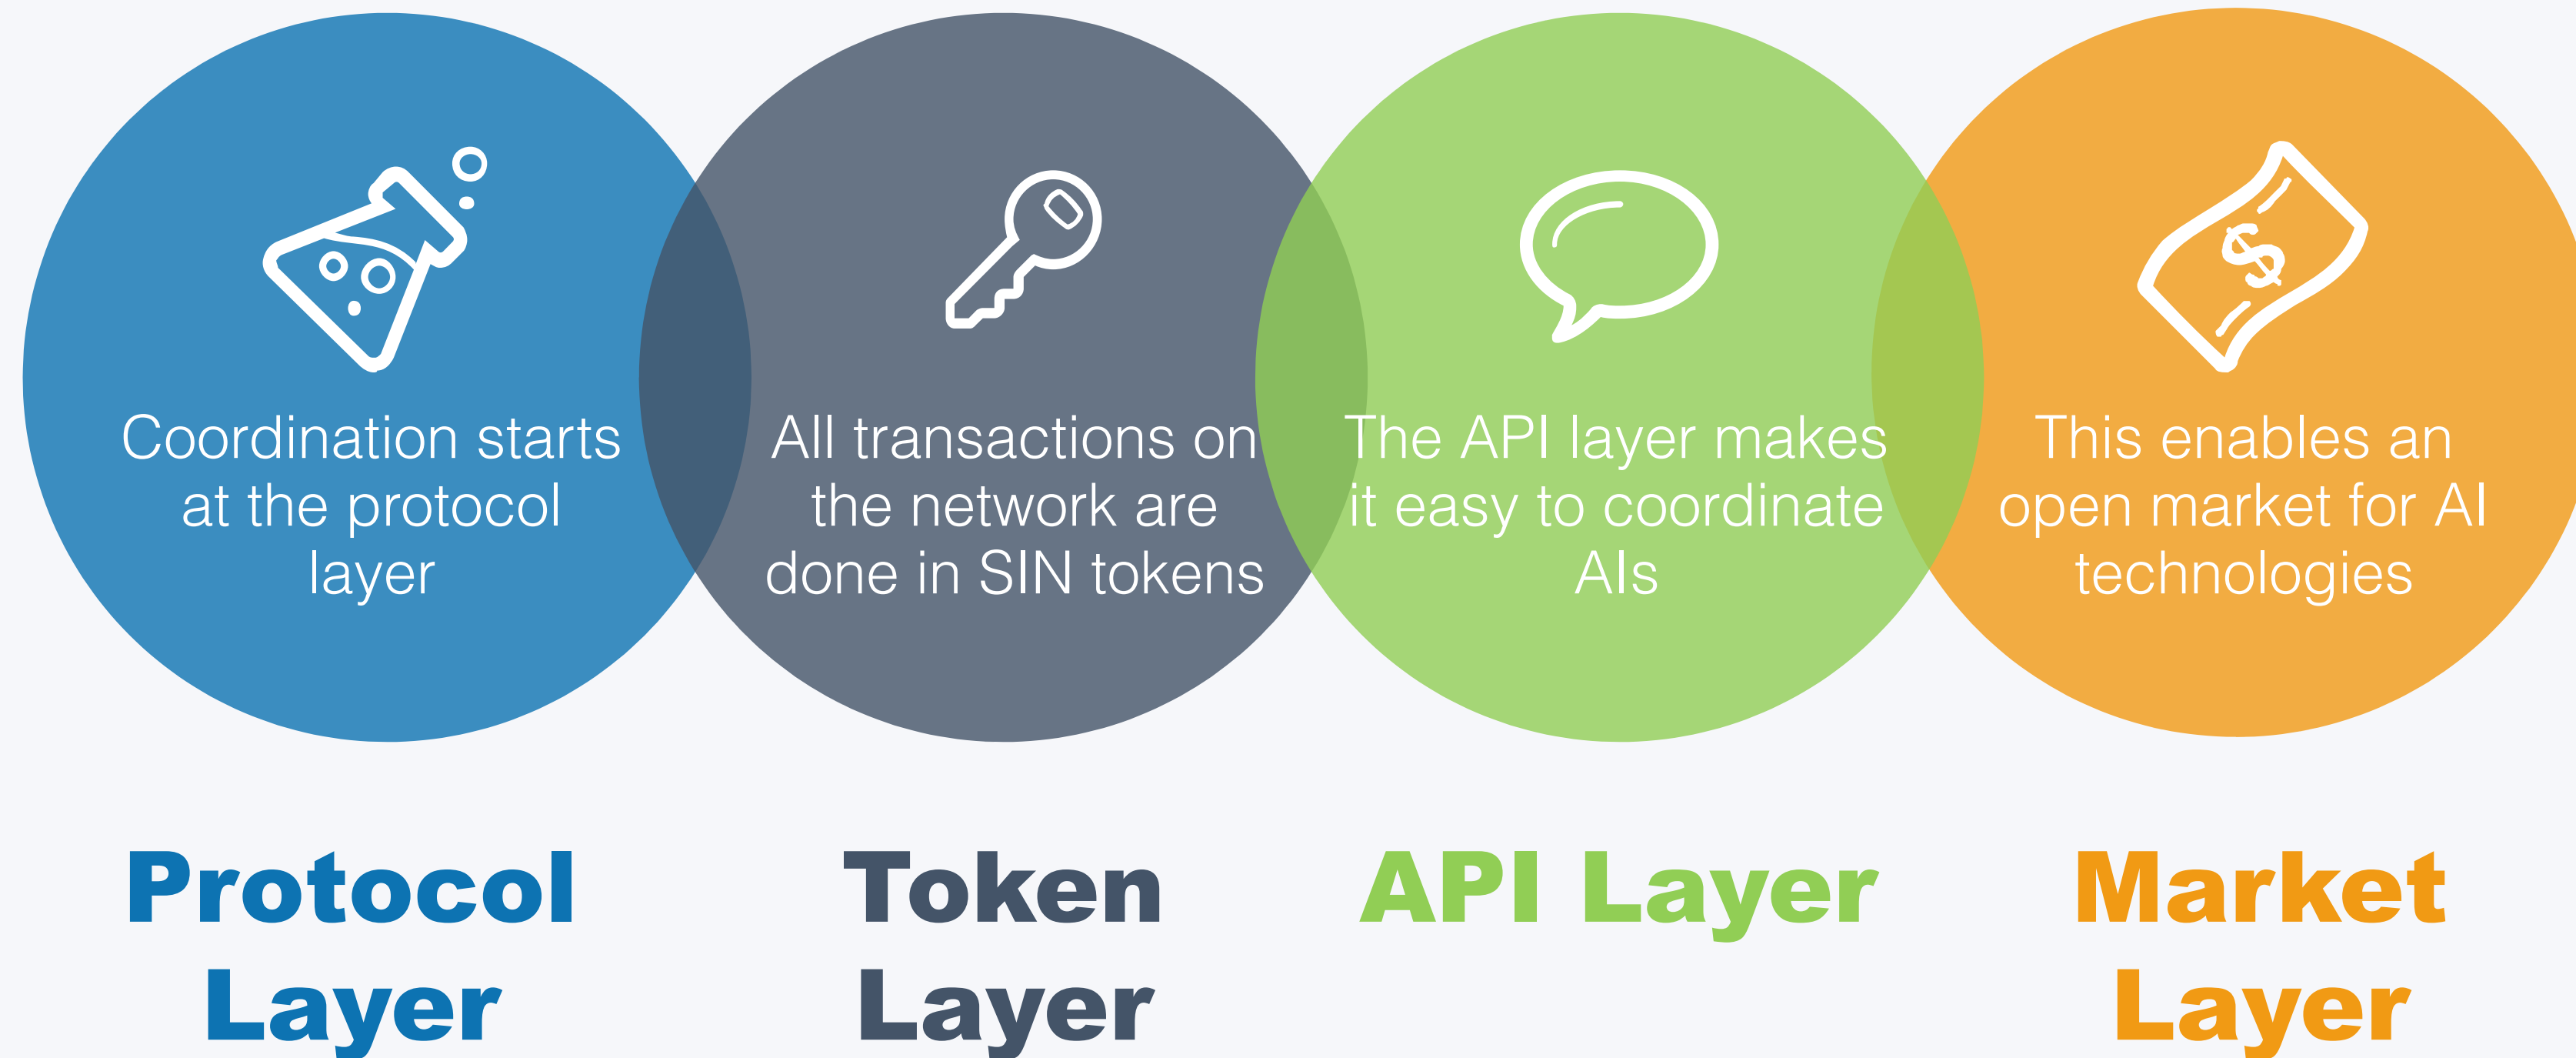 Coordination starts
at the protocol
layer
All transactions on
the network are
done in SIN tokens
The API layer makes
it easy to coordinate
AIs
This enables an
open market for AI
technologies
Protocol
Layer
Token
Layer
API Layer
Market
Layer